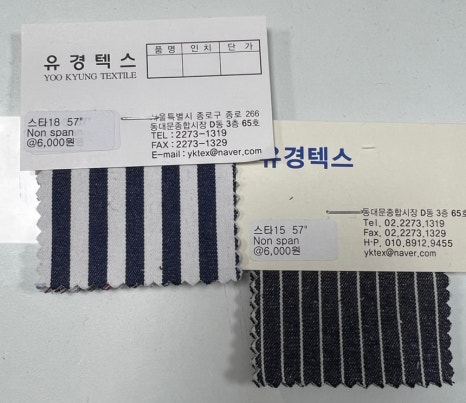 유경텍스
YOO KYUNG TEXTILE
품 명 인 치 단 가
스타18 57"
Non span
@6,000원
울특별시 종로구 종로 266
동대문종합시장 D동 3층 65호
TEL : 2273-1319
FAX : 2273-1329
E-mail : yktex@naver.com
유경텍스
스타15 57"
Non span
@6,000원
동대문종합시장 D동 3층 65호
Tel. 02.2273.1319
Fax. 02.2273.1329
H·P. 010.8912.9455
yktex@naver.com